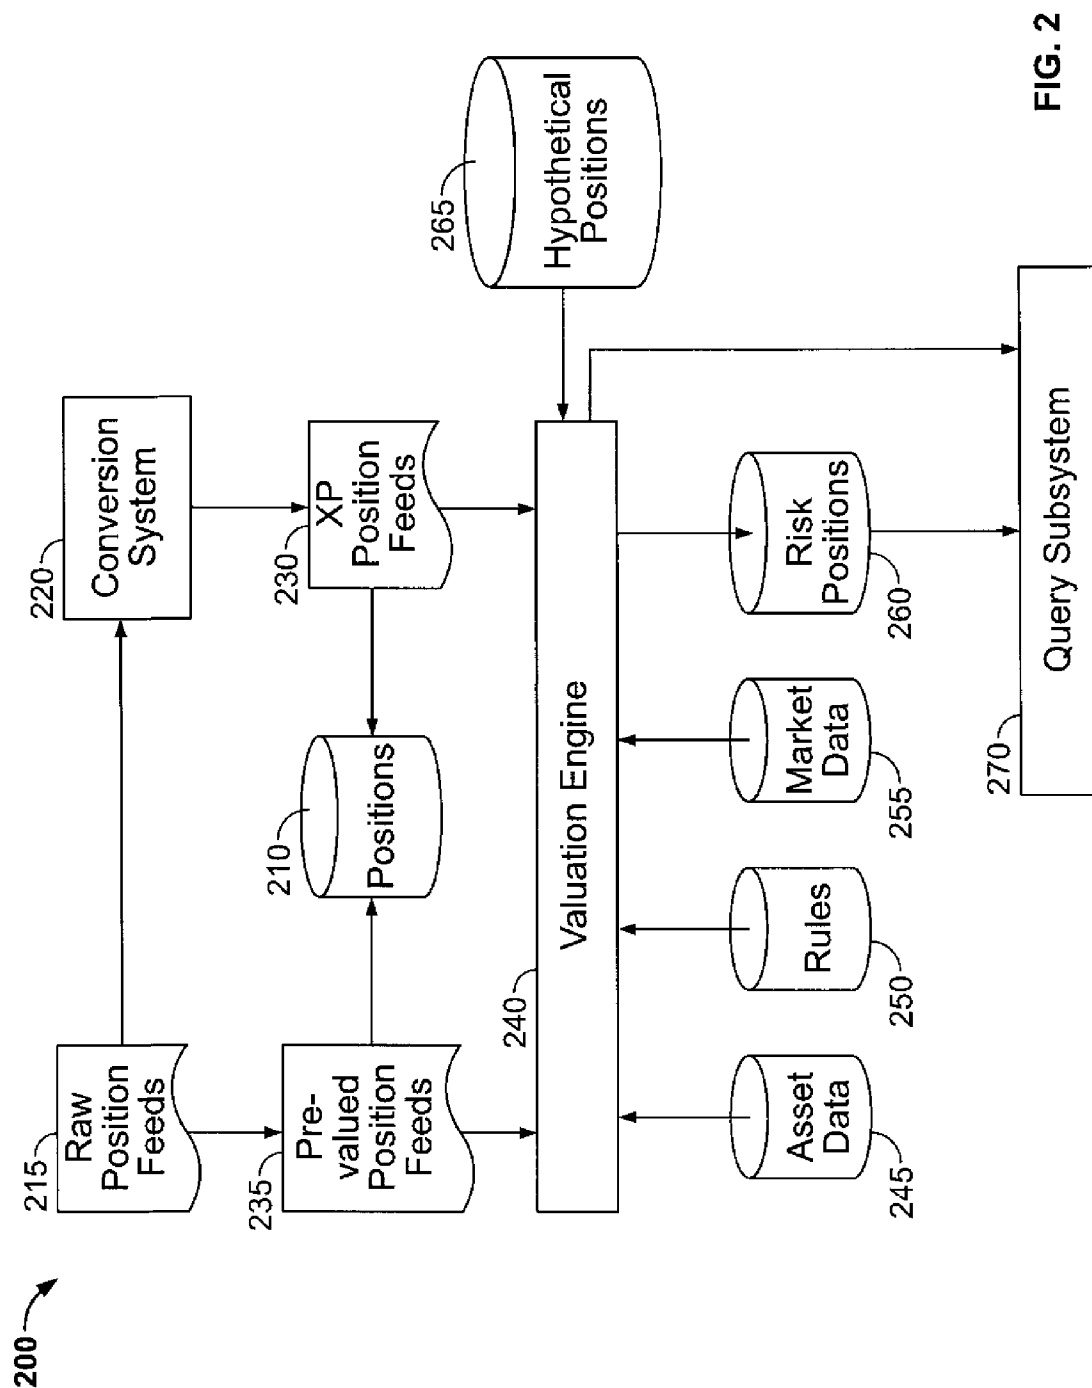 200
215
Raw
Position
Feeds
220
Conversion
System
235
Pre-
valued
Position
Feeds
210
Positions
230
XP
Position
Feeds
265
Hypothetical
Positions
240
Valuation Engine
Asset
Data
245
Rules
250
Market
Data
255
Risk
Positions
260
270
Query Subsystem
FIG. 2